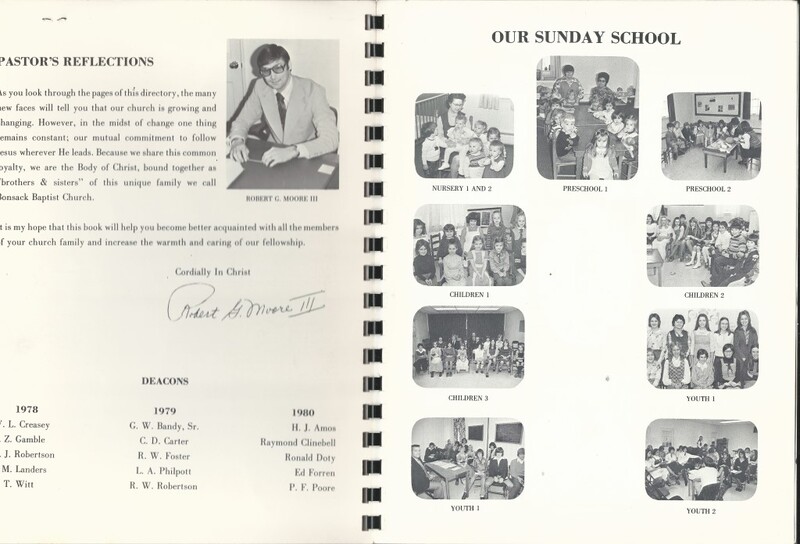 PASTOR'S REFLECTIONS
As you look through the pages of this directory, the many
new faces will tell you that our church is growing and
changing. However, in the midst of change one thing
remains constant; our mutual commitment to follow
Jesus wherever He leads. Because we share this common
loyalty, we are the Body of Christ, bound together as
"brothers & sisters" of this unique family we call
Bonsack Baptist Church.
ROBERT G. MOORE III
It is my hope that this book will help you become better acquainted with all the members
of your church family and increase the warmth and caring of our fellowship.
Cordially In Christ
Robert G. Moore III
DEACONS
1978
L. Creasey
Z. Gamble
J. Robertson
M. Landers
T. Witt
1979
G. W. Bandy, Sr.
C. D. Carter
R. W. Foster
L. A. Philpott
R. W. Robertson
1980
H. J. Amos
Raymond Clinebell
Ronald Doty
Ed Forren
P. F. Poore
OUR SUNDAY SCHOOL
NURSERY 1 AND 2
PRESCHOOL 1
PRESCHOOL 2
CHILDREN 1
CHILDREN 2
CHILDREN 3
YOUTH 1
YOUTH 1
YOUTH 2